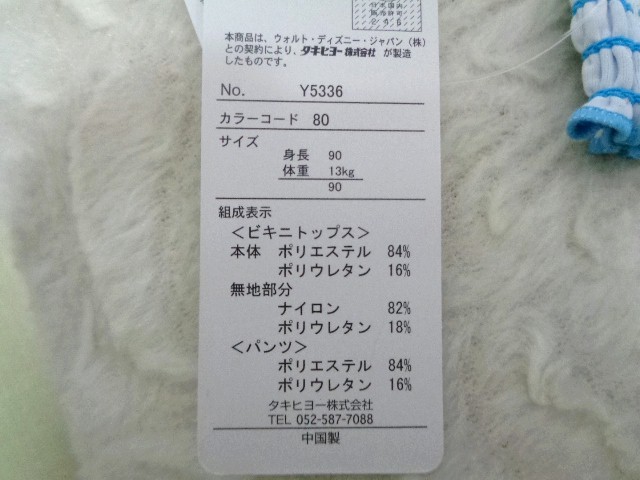 本商品は、ウォルト・ディズニー・ジャパン（株）
との契約により、タキヒヨー株式会社 が製造
したものです。
No. Y5336
カラーコード 80
サイズ
身長 90
体重 13kg
90
組成表示
＜ビキニトップス＞
本体 ポリエステル 84%
ポリウレタン 16%
無地部分
ナイロン 82%
ポリウレタン 18%
＜パンツ＞
ポリエステル 84%
ポリウレタン 16%
タキヒヨー株式会社
TEL 052-587-7088
中国製